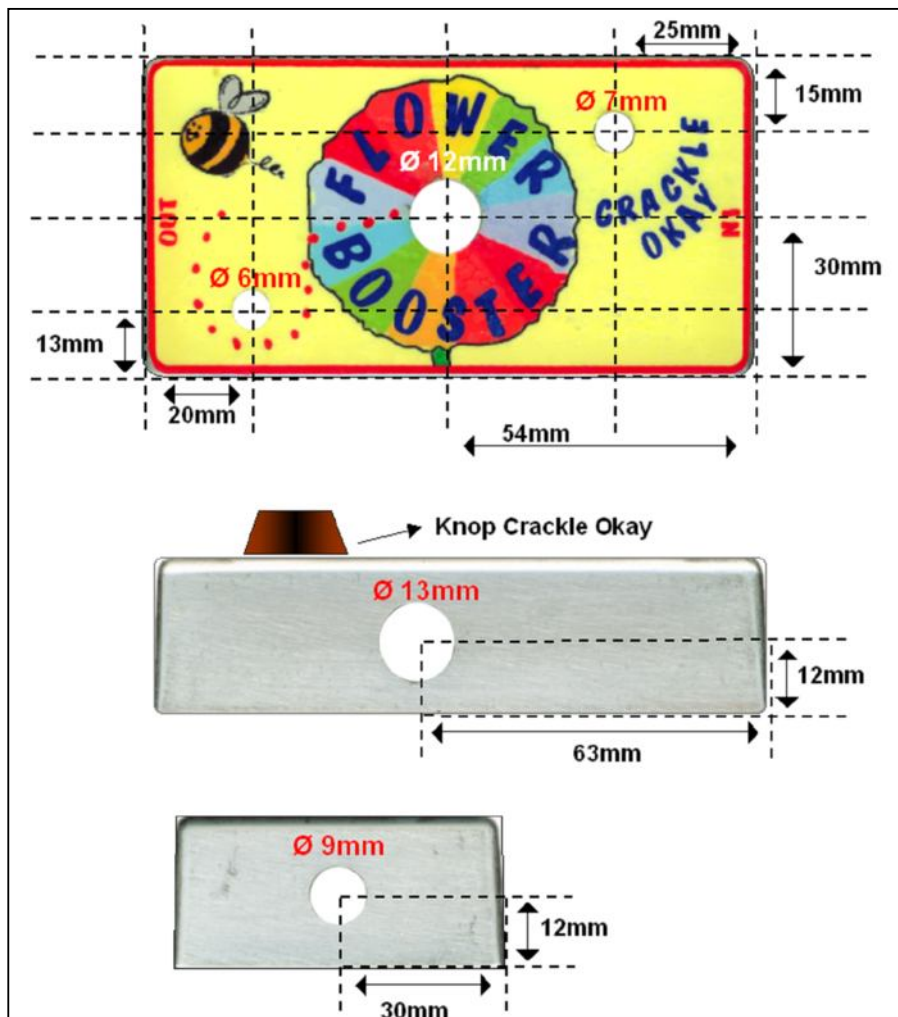 25mm
15mm
Ø 7mm
FLOWER
Ø 12mm
CRACKLE
OKAY
OUT
IN
BOOSTER
Ø 6mm
30mm
13mm
20mm
54mm
Knop Crackle Okay
Ø 13mm
12mm
63mm
Ø 9mm
12mm
30mm